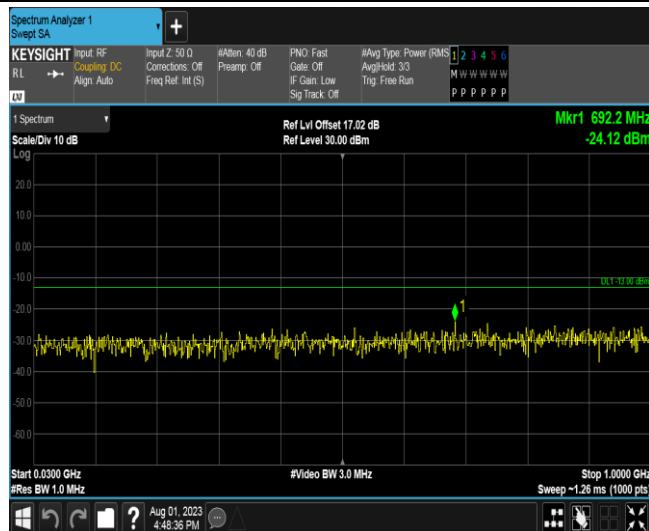 Spectrum Analyzer 1
Swept SA
+
KEYSIGHT
RL
LXI
Input: RF
Coupling: DC
Align: Auto
Input Z: 50 Ω
Corrections: Off
Freq Ref: Int (S)
#Atten: 40 dB
Preamp: Off
PNO: Fast
Gate: Off
IF Gain: Low
Sig Track: Off
#Avg Type: Power (RMS
Avg|Hold: 3/3
Trig: Free Run
1 2 3 4 5 6
M W W W W W
P P P P P P
1 Spectrum
Scale/Div 10 dB
Log
Ref Lvl Offset 17.02 dB
Ref Level 30.00 dBm
Mkr1 692.2 MHz
-24.12 dBm
20.0
10.0
0.00
-10.0
DL1 -13.00 dBm
-20.0
1
-30.0
-40.0
-50.0
-60.0
Start 0.0300 GHz
#Res BW 1.0 MHz
#Video BW 3.0 MHz
Stop 1.0000 GHz
Sweep ~1.26 ms (1000 pts)
?
Aug 01, 2023
4:48:36 PM